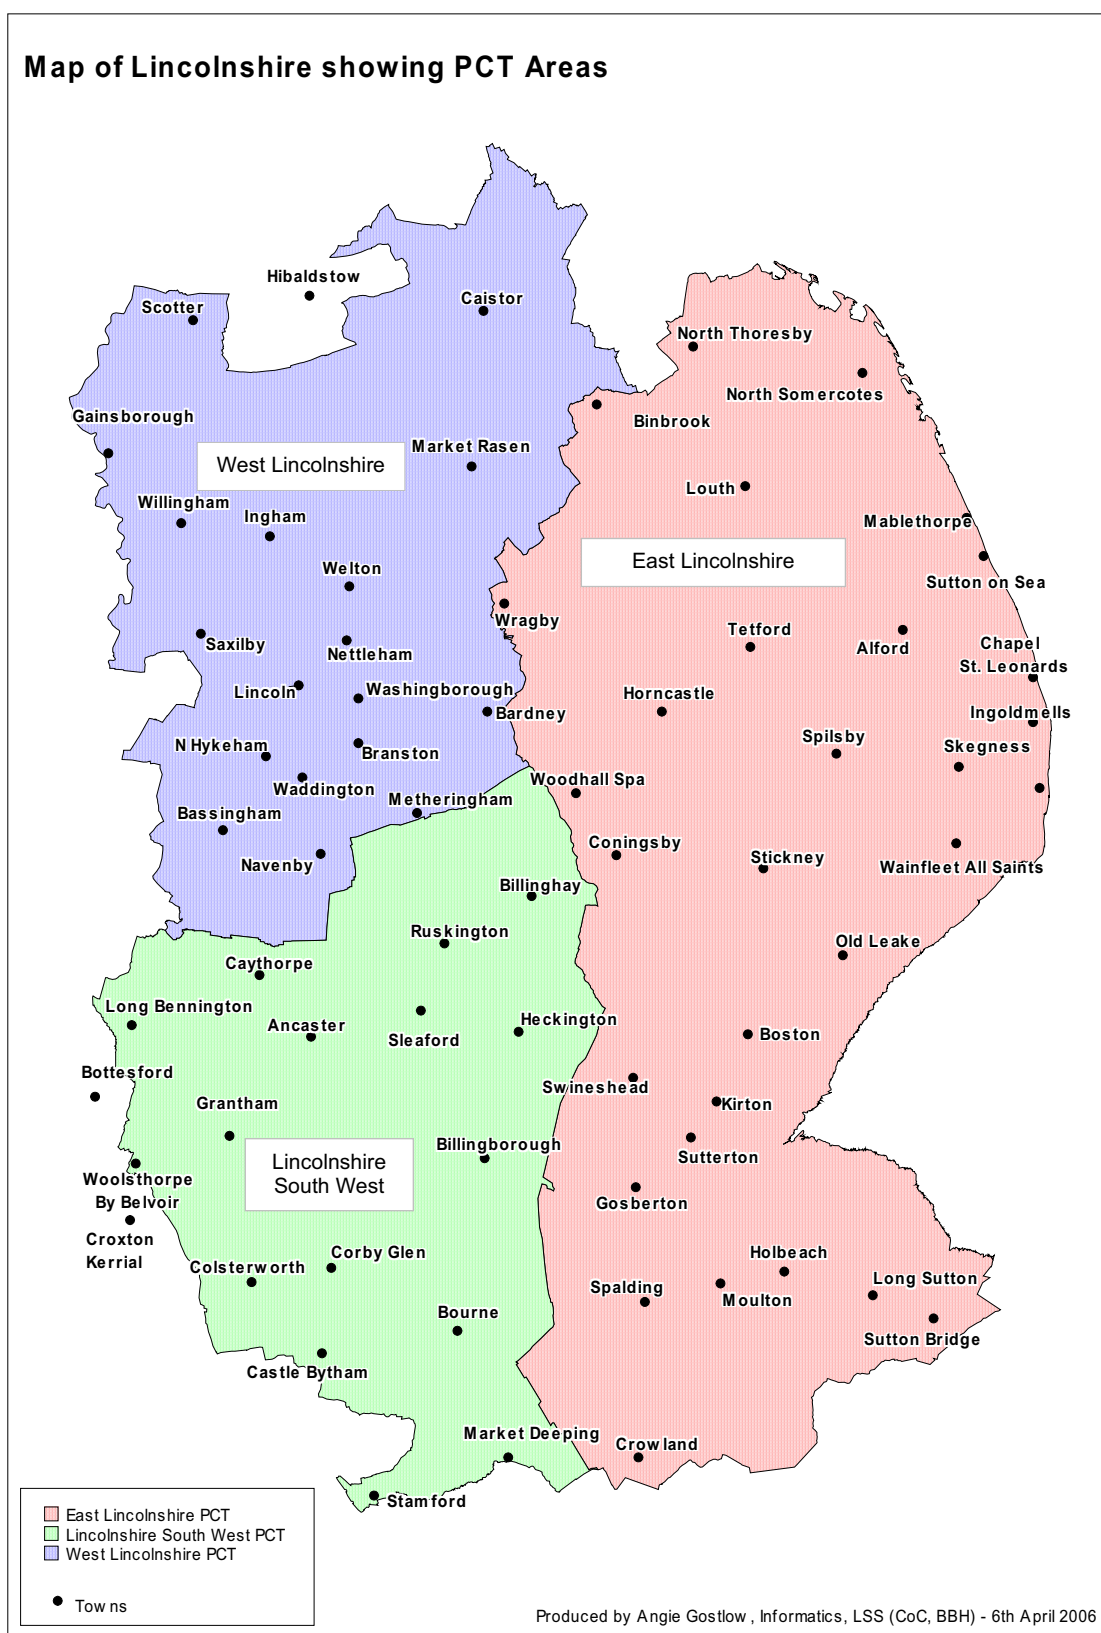 Map of Lincolnshire showing PCT Areas
Hibaldstow
Scotter
Caistor
North Thoresby
North Somercotes
Gainsborough
Binbrook
Market Rasen
West Lincolnshire
Louth
Willingham
Ingham
Mablethorpe
East Lincolnshire
Welton
Sutton on Sea
Wragby
Tetford
Saxilby
Nettleham
Alford
Chapel
St. Leonards
Lincoln
Washingborough
Horncastle
Bardney
Ingoldmells
N Hykeham
Branston
Spilsby
Skegness
Waddington
Woodhall Spa
Metheringham
Bassingham
Navenby
Coningsby
Stickney
Wainfleet All Saints
Billinghay
Ruskington
Old Leake
Caythorpe
Long Bennington
Ancaster
Sleaford
Heckington
Boston
Bottesford
Swineshead
Grantham
Kirton
Billingborough
Sutterton
Lincolnshire
South West
Woolsthorpe
By Belvoir
Gosberton
Croxton
Kerrial
Corby Glen
Holbeach
Colsterworth
Spalding
Moulton
Long Sutton
Bourne
Sutton Bridge
Castle Bytham
Market Deeping
Crowland
Stamford
East Lincolnshire PCT
Lincolnshire South West PCT
West Lincolnshire PCT
Towns
Produced by Angie Gostlow, Informatics, LSS (CoC, BBH) - 6th April 2006